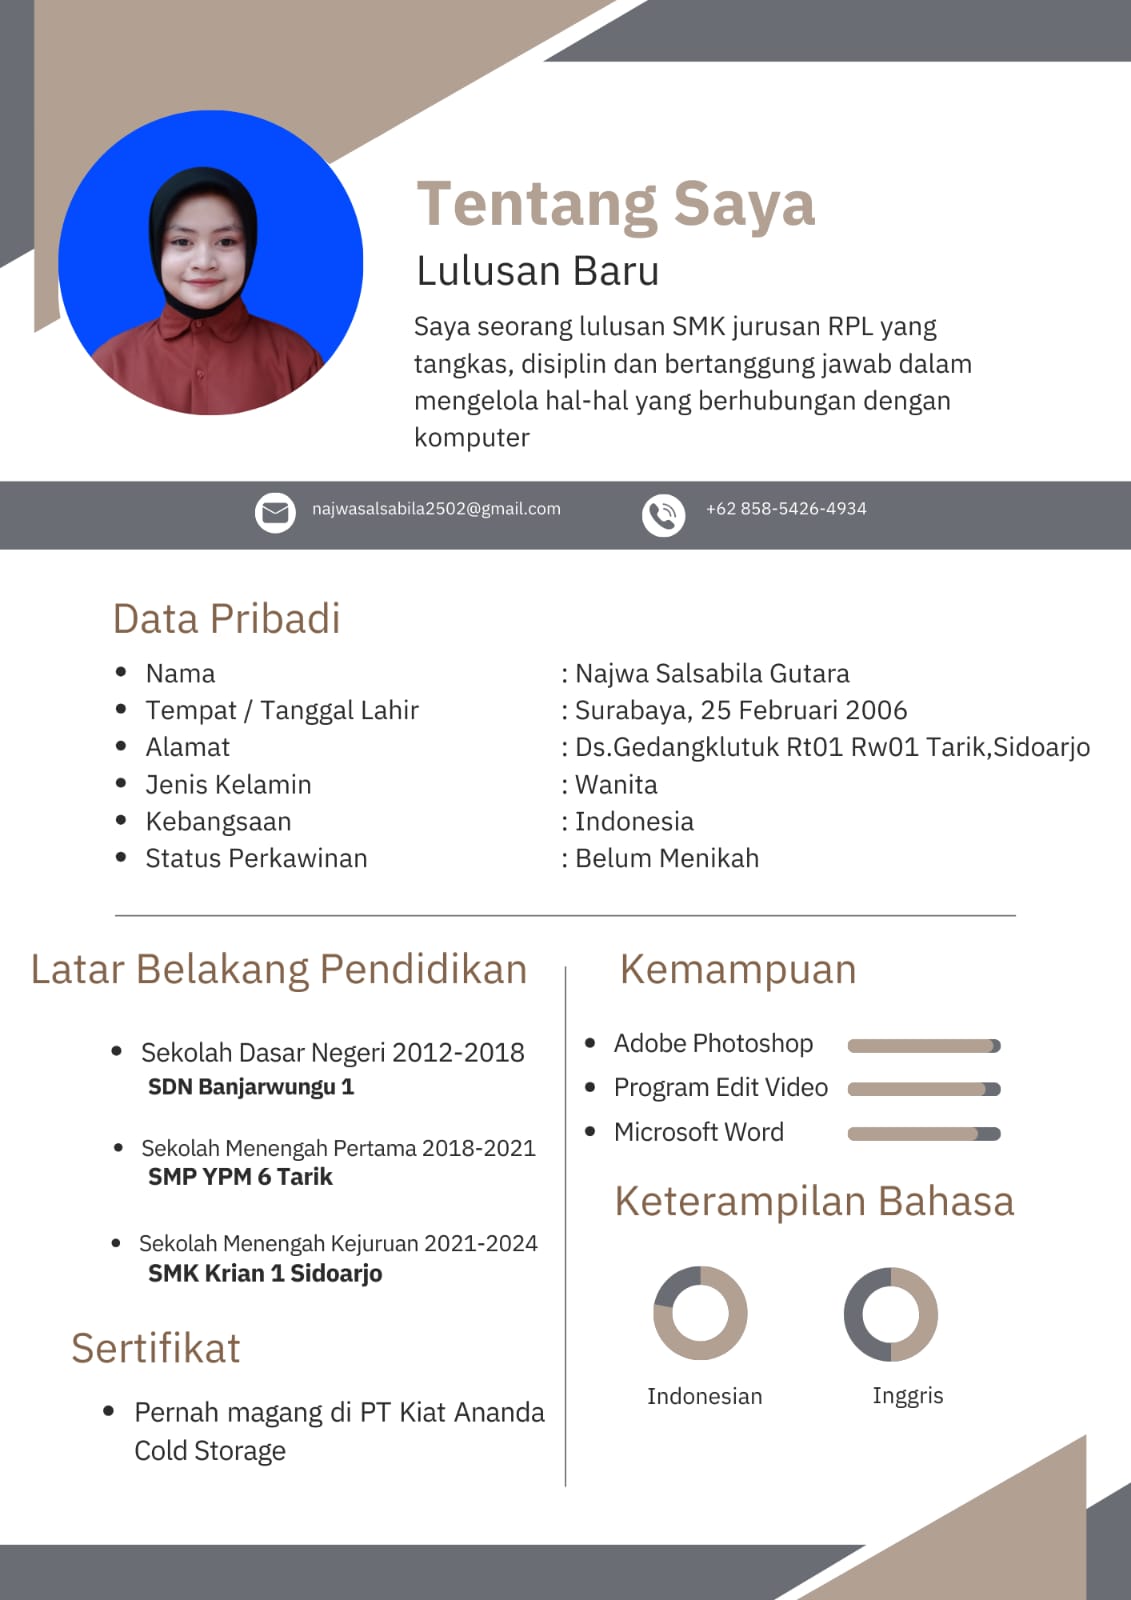 Tentang Saya
Lulusan Baru
Saya seorang lulusan SMK jurusan RPL yang
tangkas, disiplin dan bertanggung jawab dalam
mengelola hal-hal yang berhubungan dengan
komputer
najwasalsabila2502@gmail.com
+62 858-5426-4934
Data Pribadi
• Nama : Najwa Salsabila Gutara
• Tempat / Tanggal Lahir : Surabaya, 25 Februari 2006
• Alamat : Ds.Gedangklutuk Rt01 Rw01 Tarik,Sidoarjo
• Jenis Kelamin : Wanita
• Kebangsaan : Indonesia
• Status Perkawinan : Belum Menikah
Latar Belakang Pendidikan
• Sekolah Dasar Negeri 2012-2018
SDN Banjarwungu 1
• Sekolah Menengah Pertama 2018-2021
SMP YPM 6 Tarik
• Sekolah Menengah Kejuruan 2021-2024
SMK Krian 1 Sidoarjo
Sertifikat
• Pernah magang di PT Kiat Ananda
Cold Storage
Kemampuan
• Adobe Photoshop
• Program Edit Video
• Microsoft Word
Keterampilan Bahasa
Indonesian
Inggris